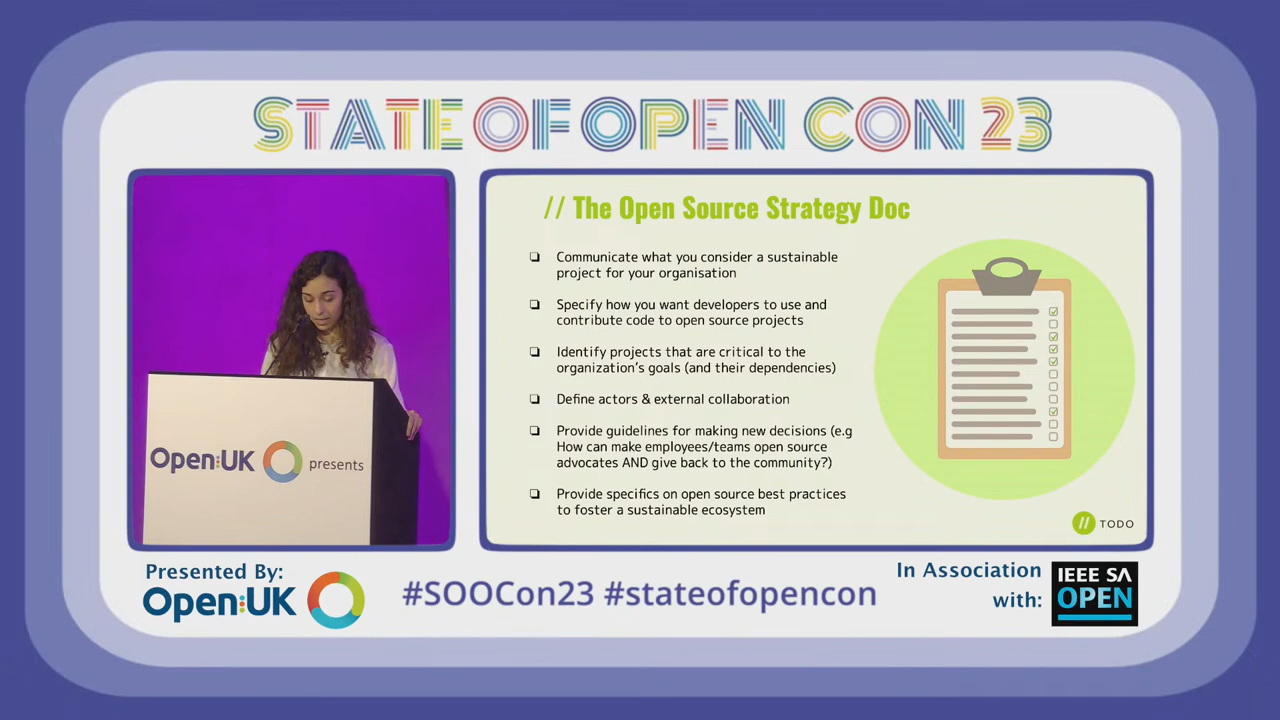 STATE OF OPEN CON 23
OpenUK presents
// The Open Source Strategy Doc
❏ Communicate what you consider a sustainable
project for your organisation
❏ Specify how you want developers to use and
contribute code to open source projects
❏ Identify projects that are critical to the
organization's goals (and their dependencies)
❏ Define actors & external collaboration
❏ Provide guidelines for making new decisions (e.g
How can make employees/teams open source
advocates AND give back to the community?)
❏ Provide specifics on open source best practices
to foster a sustainable ecosystem
// TODO
Presented By:
Open:UK
#SOOCon23 #stateofopencon
In Association
with:
IEEE SA
OPEN